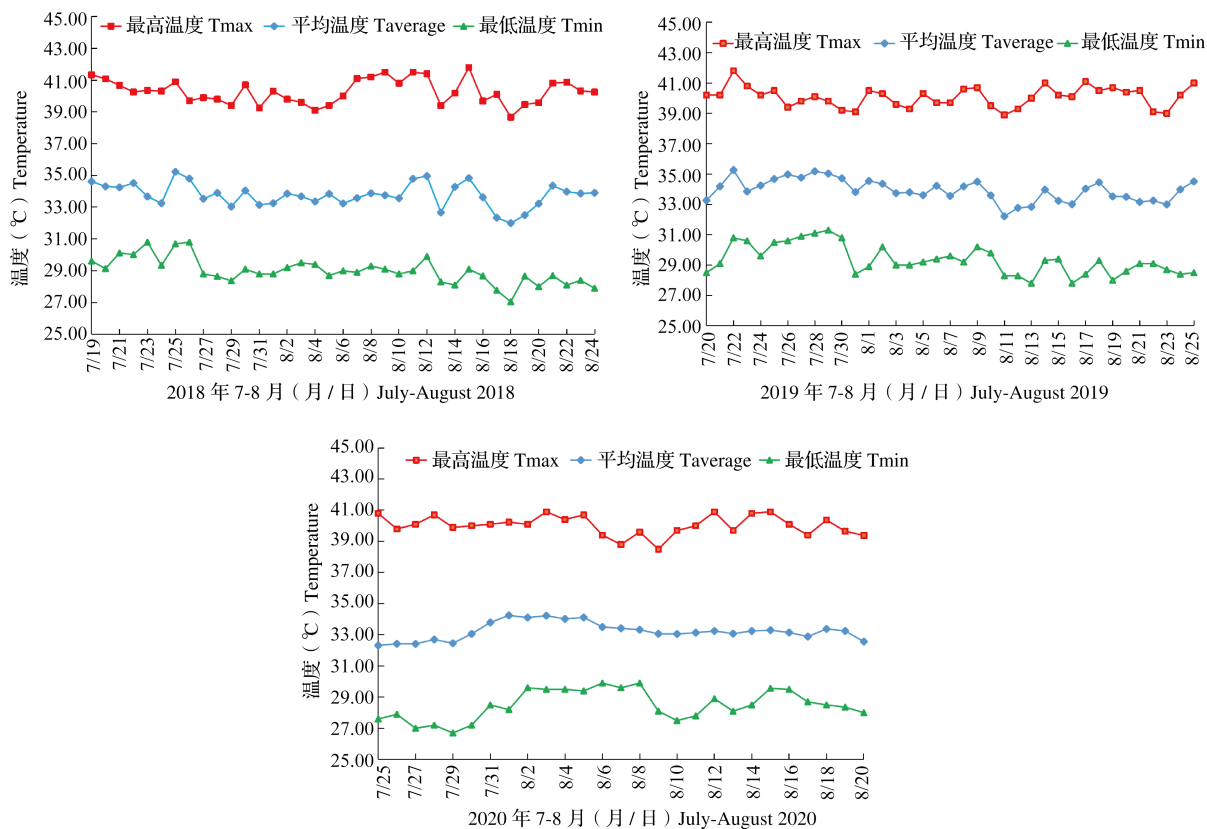 45.00
43.00
41.00
39.00
37.00
35.00
33.00
31.00
29.00
27.00
25.00
温度(℃)Temperature
最高温度 Tmax 平均温度 Taverage 最低温度 Tmin
7/19 7/21 7/23 7/25 7/27 7/29 7/31 8/2 8/4 8/6 8/8 8/10 8/12 8/14 8/16 8/18 8/20 8/22 8/24
2018 年 7-8 月(月/日)July-August 2018
45.00
43.00
41.00
39.00
37.00
35.00
33.00
31.00
29.00
27.00
25.00
温度(℃)Temperature
最高温度 Tmax 平均温度 Taverage 最低温度 Tmin
7/20 7/22 7/24 7/26 7/28 7/30 8/1 8/3 8/5 8/7 8/9 8/11 8/13 8/15 8/17 8/19 8/21 8/23 8/25
2019 年 7-8 月(月/日)July-August 2019
45.00
43.00
41.00
39.00
37.00
35.00
33.00
31.00
29.00
27.00
25.00
温度(℃)Temperature
最高温度 Tmax 平均温度 Taverage 最低温度 Tmin
7/25 7/27 7/29 7/31 8/2 8/4 8/6 8/8 8/10 8/12 8/14 8/16 8/18 8/20
2020 年 7-8 月(月/日)July-August 2020